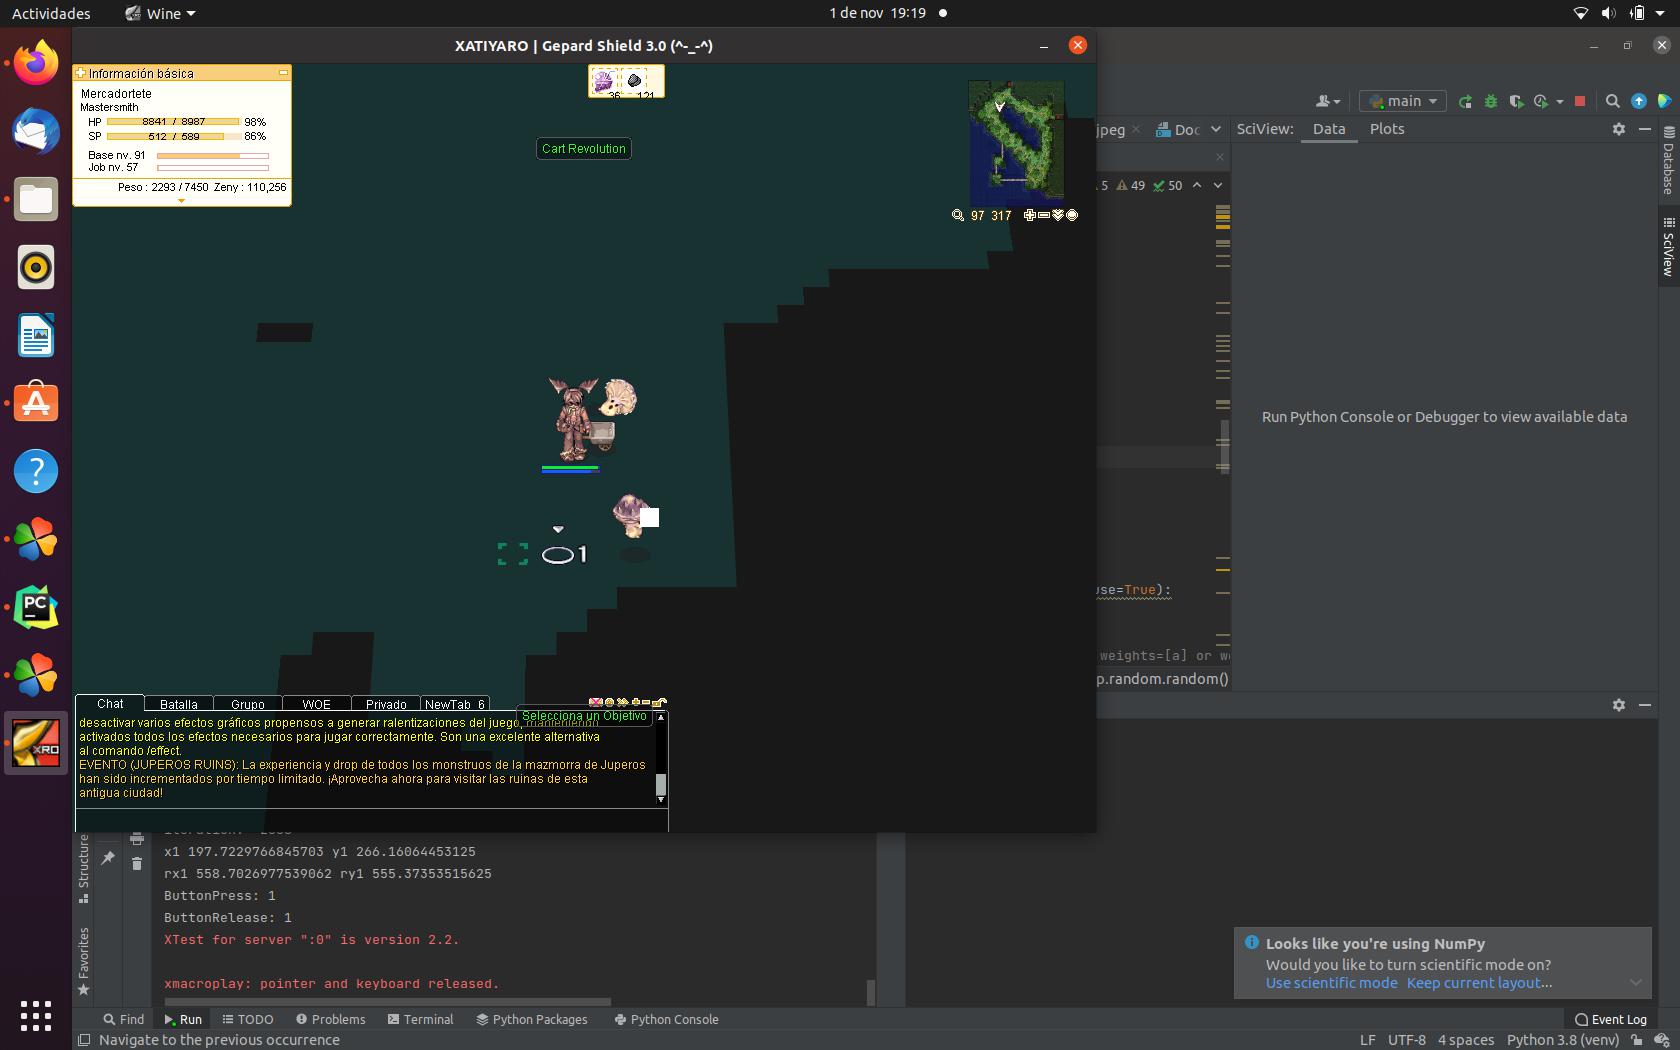 Actividades
Wine
1 de nov 19:19
XATIYARO | Gepard Shield 3.0 (^-_-^)
Información básica
Mercadortete
Mastersmith
HP 8841 / 8987 98%
SP 512 / 589 86%
Base nv. 91
Job nv. 57
Peso : 2293 / 7450 Zeny : 110,256
36 121
Cart Revolution
97 317
1
Chat Batalla Grupo WOE Privado NewTab_6
Selecciona un Objetivo
desactivar varios efectos gráficos propensos a generar ralentizaciones del juego, manteniendo
activados todos los efectos necesarios para jugar correctamente. Son una excelente alternativa
al comando /effect.
EVENTO (JUPEROS RUINS): La experiencia y drop de todos los monstruos de la mazmorra de Juperos
han sido incrementados por tiempo limitado. ¡Aprovecha ahora para visitar las ruinas de esta
antigua ciudad!
main
jpeg
Doc
SciView: Data Plots
5 49 50
Database
SciView
Run Python Console or Debugger to view available data
use=True):
weights=[a] or w
p.random.random()
x1 197.7229766845703 y1 266.16064453125
rx1 558.7026977539062 ry1 555.37353515625
ButtonPress: 1
ButtonRelease: 1
XTest for server ":0" is version 2.2.
xmacroplay: pointer and keyboard released.
Structure
Favorites
Looks like you're using NumPy
Would you like to turn scientific mode on?
Use scientific mode Keep current layout...
Find Run TODO Problems Terminal Python Packages Python Console
Event Log
Navigate to the previous occurrence
LF UTF-8 4 spaces Python 3.8 (venv)
PC
XRO